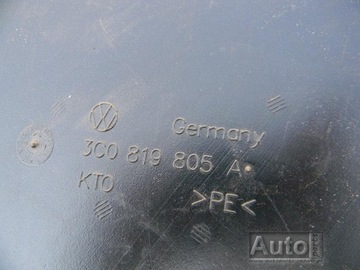 Germany
3C0 819 805 A
KTO
>PE<
Auto